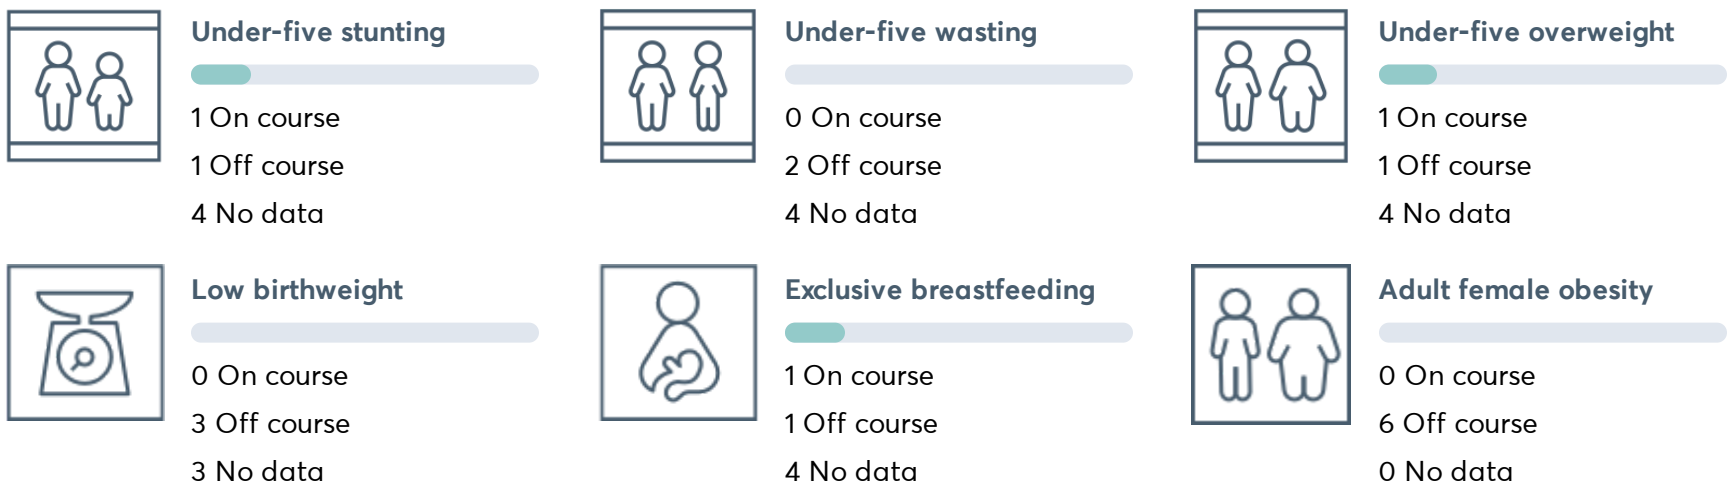 Under-five stunting
1 On course
1 Off course
4 No data
Under-five wasting
0 On course
2 Off course
4 No data
Under-five overweight
1 On course
1 Off course
4 No data
Low birthweight
0 On course
3 Off course
3 No data
Exclusive breastfeeding
1 On course
1 Off course
4 No data
Adult female obesity
0 On course
6 Off course
0 No data